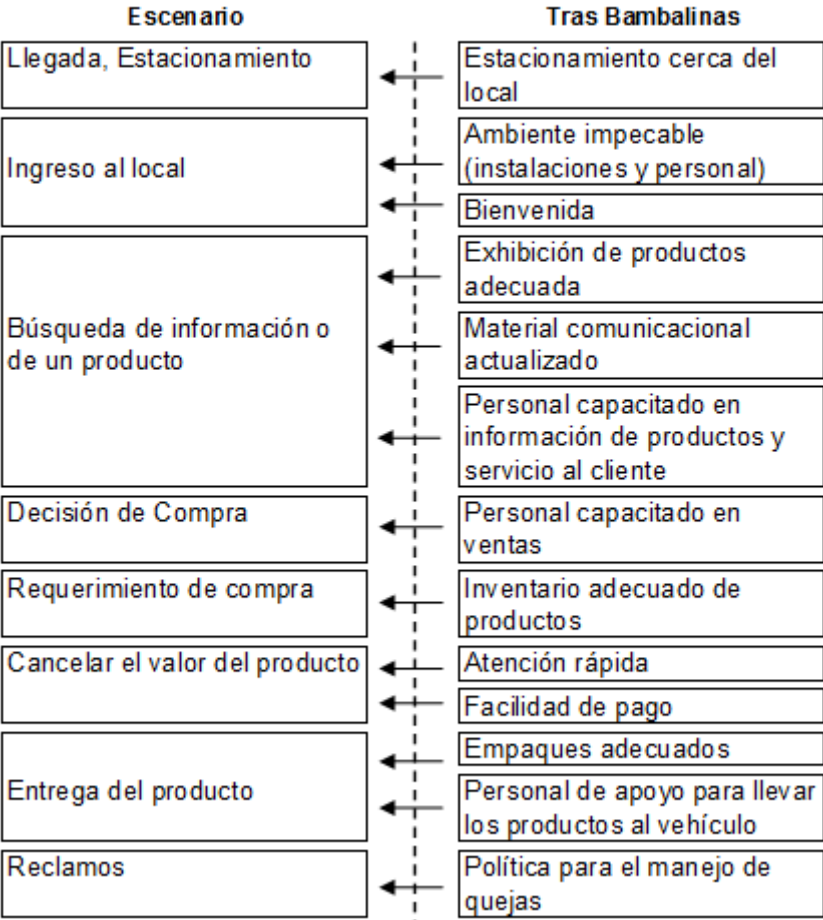 Escenario
Tras Bambalinas
Llegada, Estacionamiento
Estacionamiento cerca del
local
Ingreso al local
Ambiente impecable
(instalaciones y personal)
Bienvenida
Búsqueda de información o
de un producto
Exhibición de productos
adecuada
Material comunicacional
actualizado
Personal capacitado en
información de productos y
servicio al cliente
Decisión de Compra
Personal capacitado en
ventas
Requerimiento de compra
Inventario adecuado de
productos
Cancelar el valor del producto
Atención rápida
Facilidad de pago
Entrega del producto
Empaques adecuados
Personal de apoyo para llevar
los productos al vehículo
Reclamos
Política para el manejo de
quejas